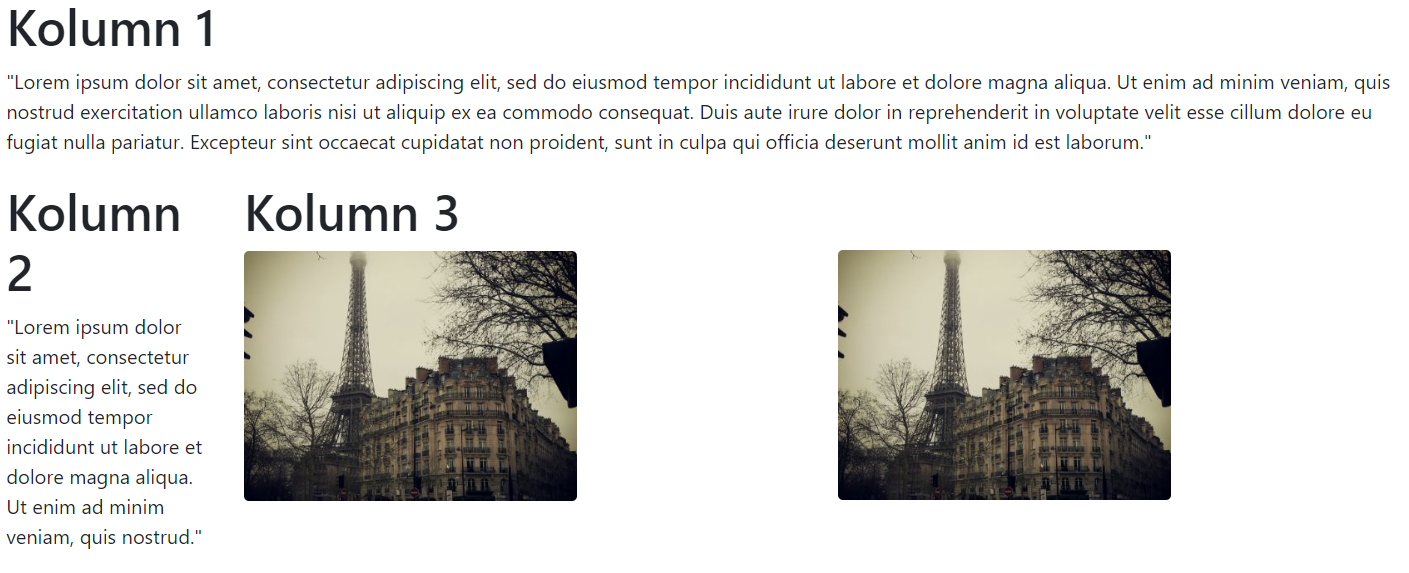 Kolumn 1
"Lorem ipsum dolor sit amet, consectetur adipiscing elit, sed do eiusmod tempor incididunt ut labore et dolore magna aliqua. Ut enim ad minim veniam, quis
nostrud exercitation ullamco laboris nisi ut aliquip ex ea commodo consequat. Duis aute irure dolor in reprehenderit in voluptate velit esse cillum dolore eu
fugiat nulla pariatur. Excepteur sint occaecat cupidatat non proident, sunt in culpa qui officia deserunt mollit anim id est laborum."
Kolumn
2
"Lorem ipsum dolor
sit amet, consectetur
adipiscing elit, sed do
eiusmod tempor
incididunt ut labore et
dolore magna aliqua.
Ut enim ad minim
veniam, quis nostrud."
Kolumn 3